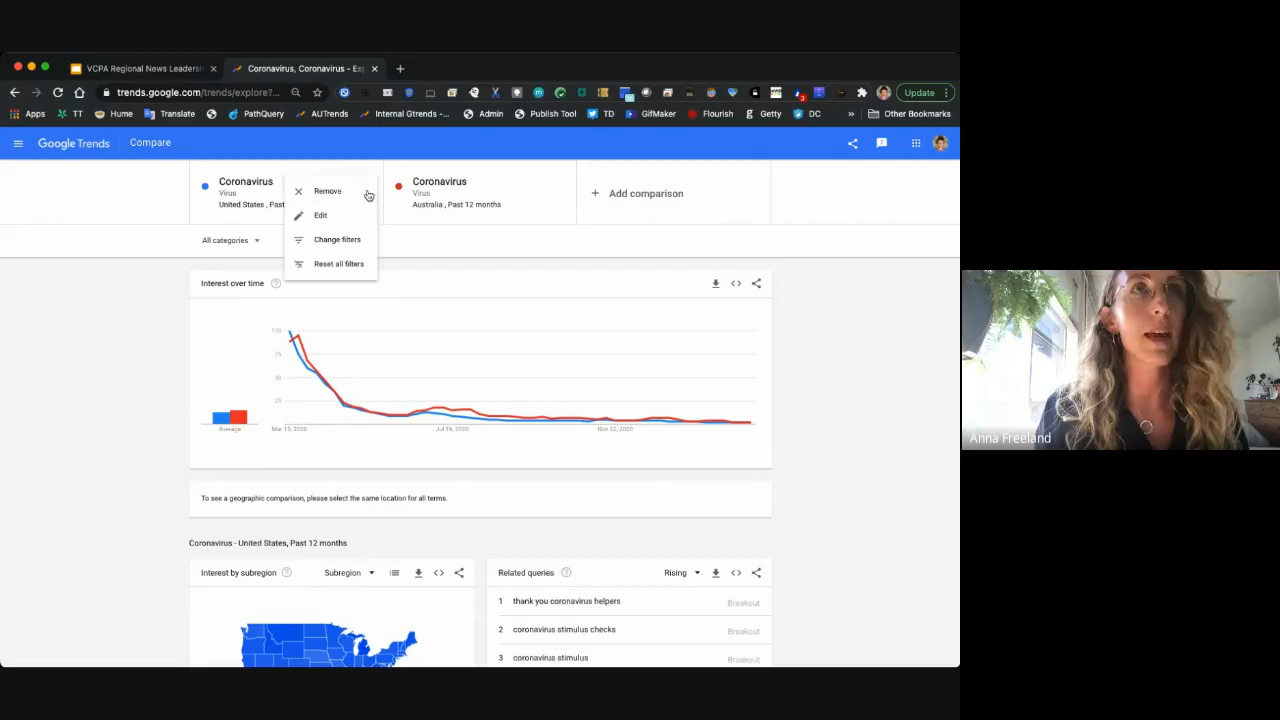 VCPA Regional News Leadersh
Coronavirus, Coronavirus - Ex
trends.google.com/trends/explore?
Update
Apps
TT
Home
Translate
PathQuery
AUTrends
Internal Gtrends -
Admin
Publish Tool
TD
GifMaker
Flourish
Getty
DC
Other Bookmarks
Google Trends
Compare
Coronavirus
Virus
United States , Past
Remove
Edit
Change filters
Reset all filters
Coronavirus
Virus
Australia , Past 12 months
+ Add comparison
All categories
Interest over time
100
75
50
25
Average
Mar 15, 2020
Jul 19, 2020
Nov 22, 2020
To see a geographic comparison, please select the same location for all terms.
Coronavirus - United States, Past 12 months
Interest by subregion
Subregion
Related queries
Rising
1 thank you coronavirus helpers
Breakout
2 coronavirus stimulus checks
Breakout
3 coronavirus stimulus
Breakout
Anna Freeland